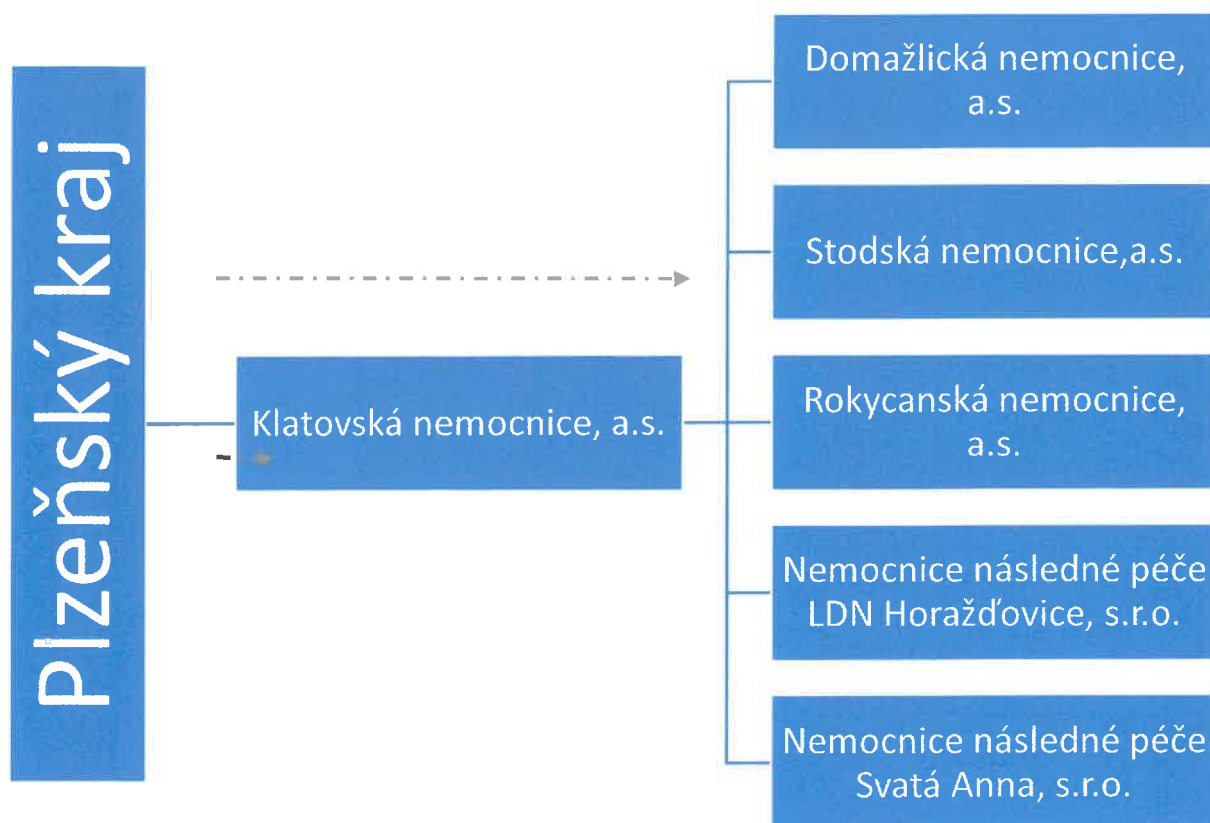 Plzeňský kraj
Klatovská nemocnice, a.s.
Domažlická nemocnice,
a.s.
Stodská nemocnice,a.s.
Rokycanská nemocnice,
a.s.
Nemocnice následné péče
LDN Horažďovice, s.r.o.
Nemocnice následné péče
Svatá Anna, s.r.o.